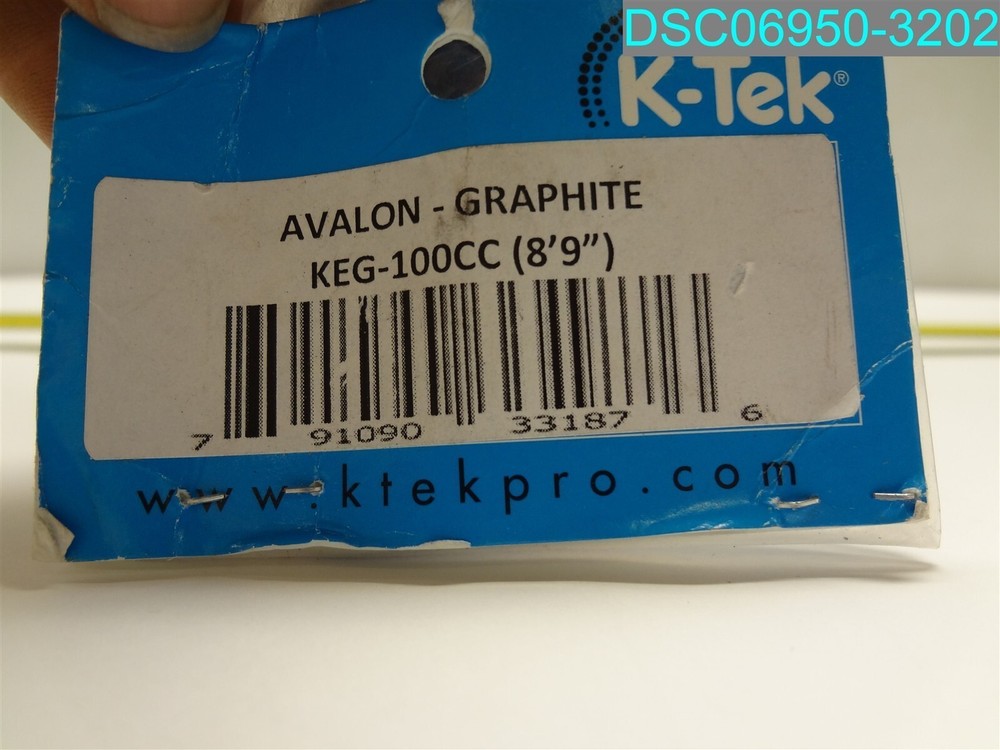 DSC06950-3202
K-Tek®
AVALON - GRAPHITE
KEG-100CC (8'9”)
7 91090 33187 6
www.ktekpro.com